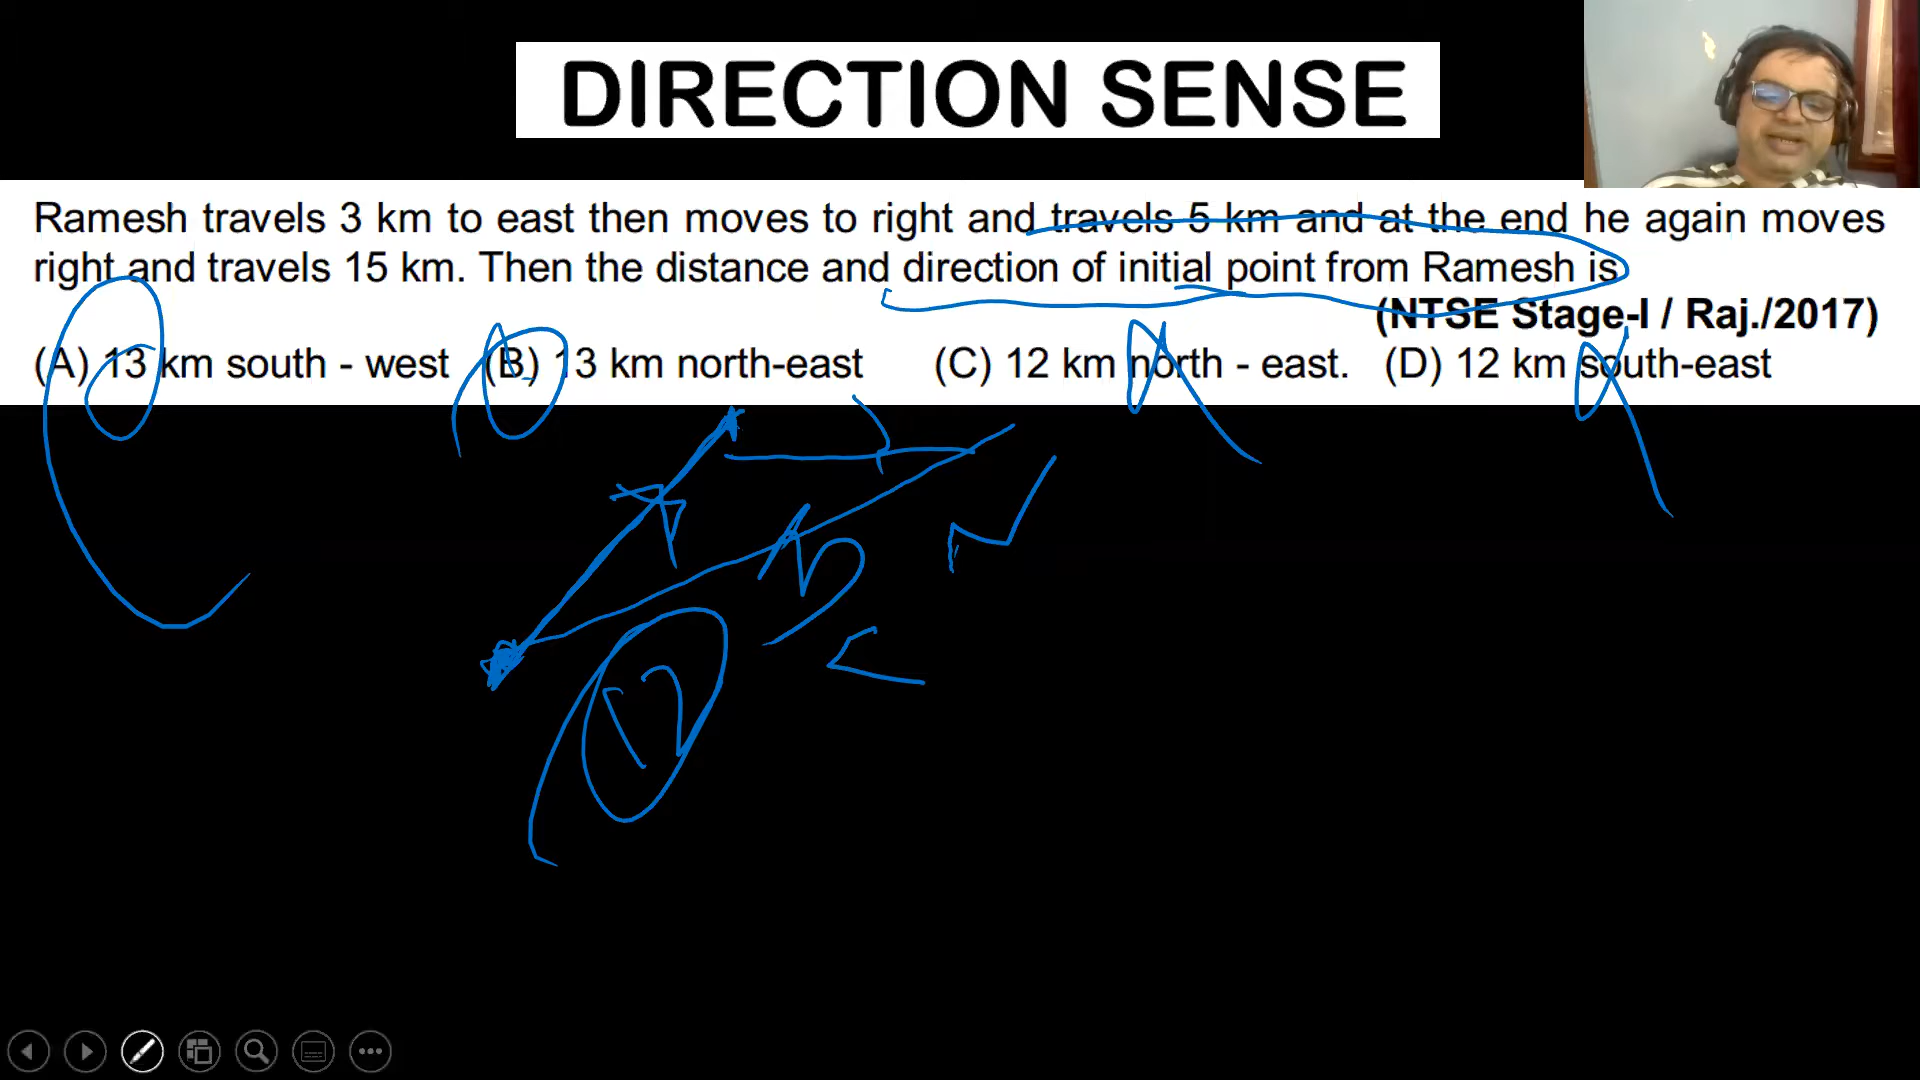 DIRECTION SENSE
Ramesh travels 3 km to east then moves to right and travels 5 km and at the end he again moves
right and travels 15 km. Then the distance and direction of initial point from Ramesh is
(NTSE Stage-I / Raj./2017)
(A) 13 km south - west (B) 13 km north-east (C) 12 km north - east. (D) 12 km south-east
12